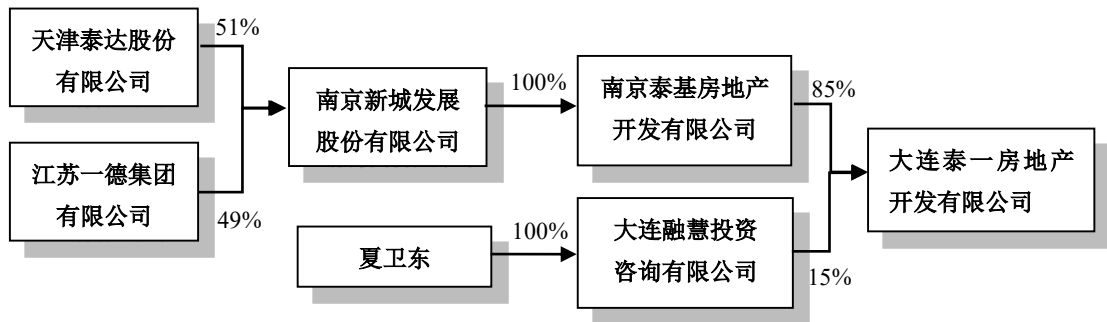 天津泰达股份
有限公司
51%
江苏一德集团
有限公司
49%
南京新城发展
股份有限公司
100%
南京泰基房地产
开发有限公司
85%
夏卫东
100%
大连融慧投资
咨询有限公司
15%
大连泰一房地产
开发有限公司